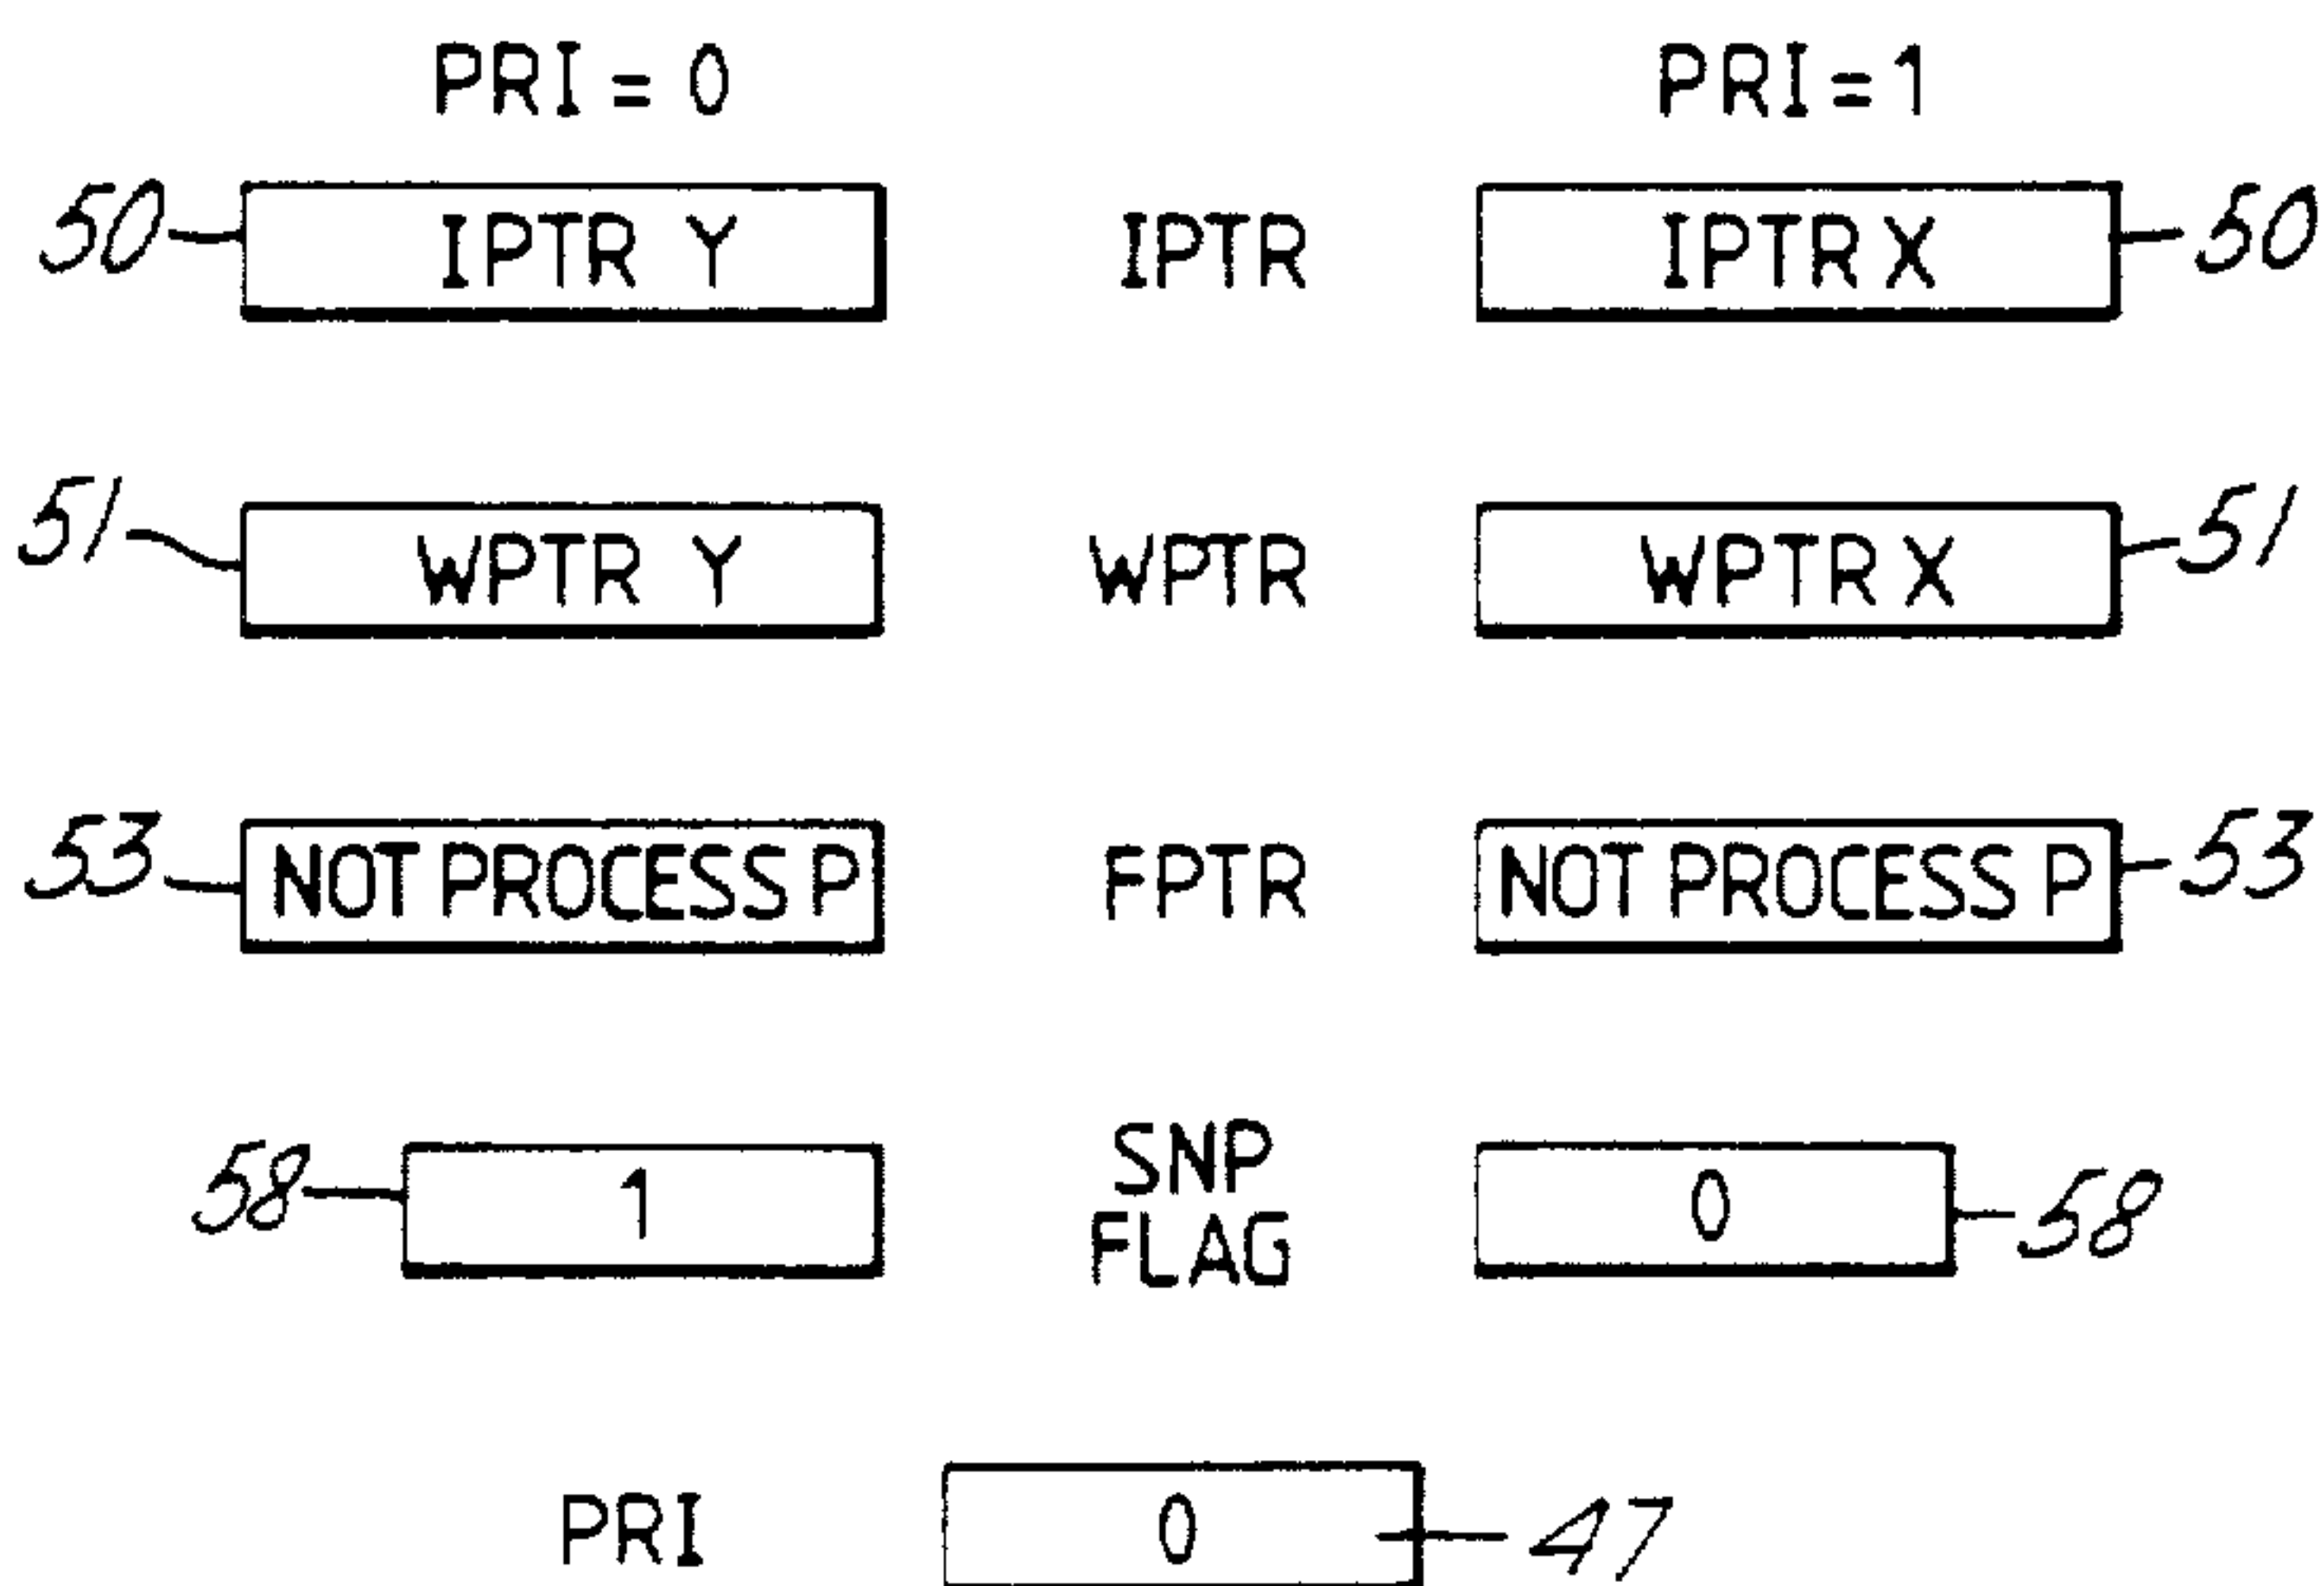 PRI = 0 PRI = 1
50 IPTR Y IPTR IPTR X 50
51 WPTR Y WPTR WPTR X 51
53 NOT PROCESS P FPTR NOT PROCESS P 53
58 1 SNP FLAG 0 58
PRI 0 47